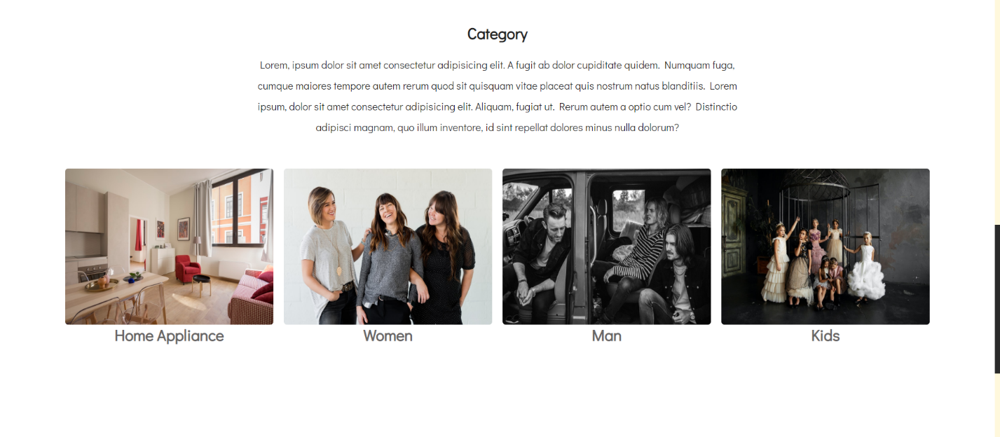 Category
Lorem, ipsum dolor sit amet consectetur adipisicing elit. A fugit ab dolor cupiditate quidem. Numquam fuga,
cumque maiores tempore autem rerum quod sit quisquam vitae placeat quis nostrum natus blanditiis. Lorem
ipsum, dolor sit amet consectetur adipisicing elit. Aliquam, fugiat ut. Rerum autem a optio cum vel? Distinctio
adipisci magnam, quo illum inventore, id sint repellat dolores minus nulla dolorum?
Home Appliance
Women
Man
Kids